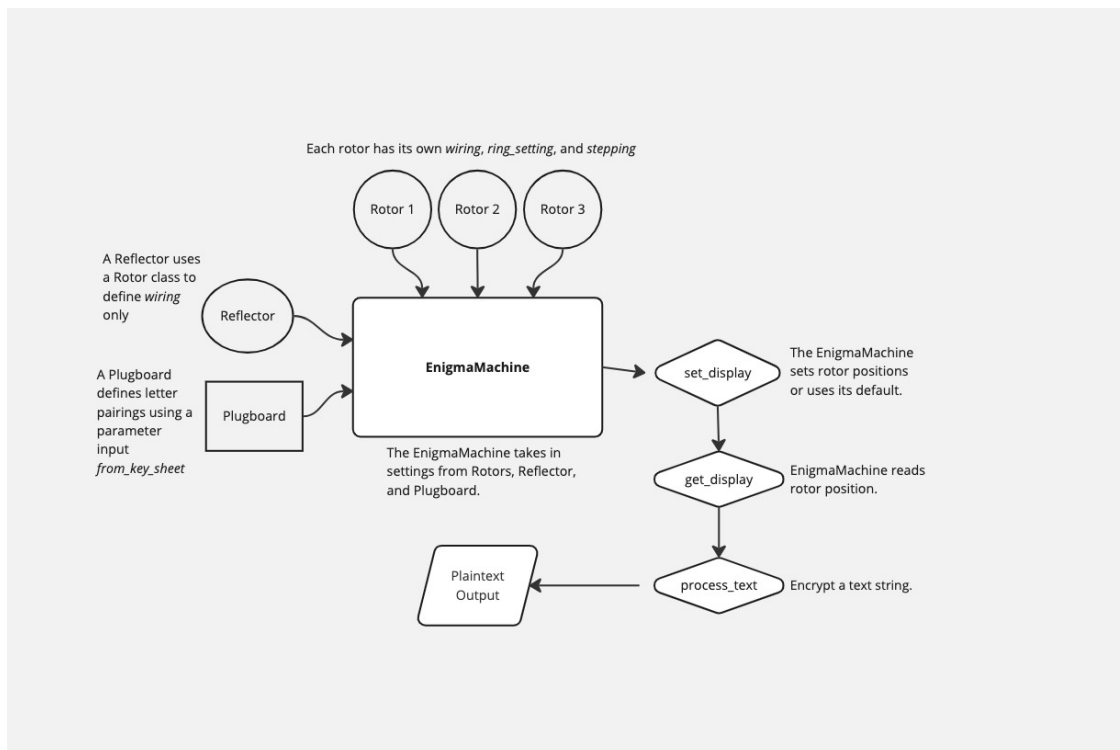 Each rotor has its own wiring, ring_setting, and stepping
Rotor 1
Rotor 2
Rotor 3
A Reflector uses
a Rotor class to
define wiring
only
Reflector
A Plugboard
defines letter
pairings using a
parameter
input
from_key_sheet
Plugboard
EnigmaMachine
The EnigmaMachine takes in
settings from Rotors, Reflector,
and Plugboard.
set_display
The EnigmaMachine
sets rotor positions
or uses its default.
get_display
EnigmaMachine reads
rotor position.
process_text
Encrypt a text string.
Plaintext
Output